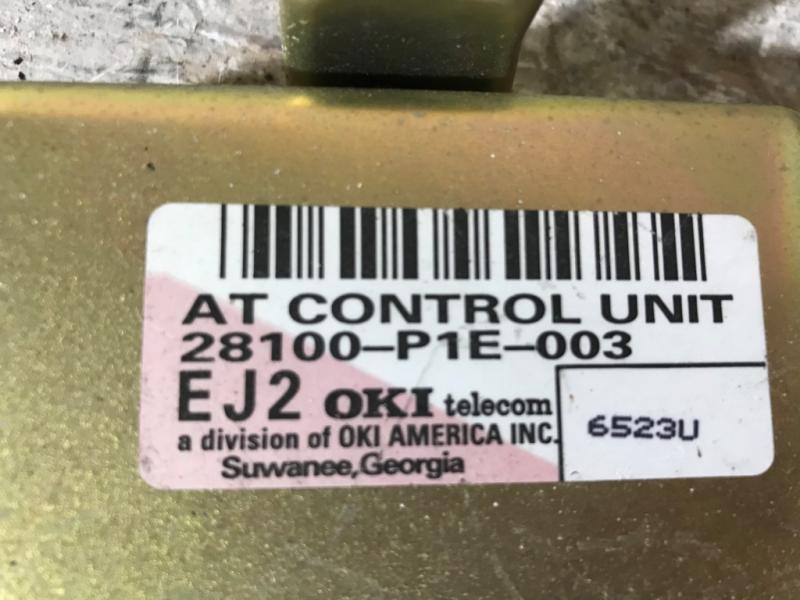 AT CONTROL UNIT
28100-P1E-003
EJ2 OKI telecom
a division of OKI AMERICA INC.
Suwanee,Georgia
6523U